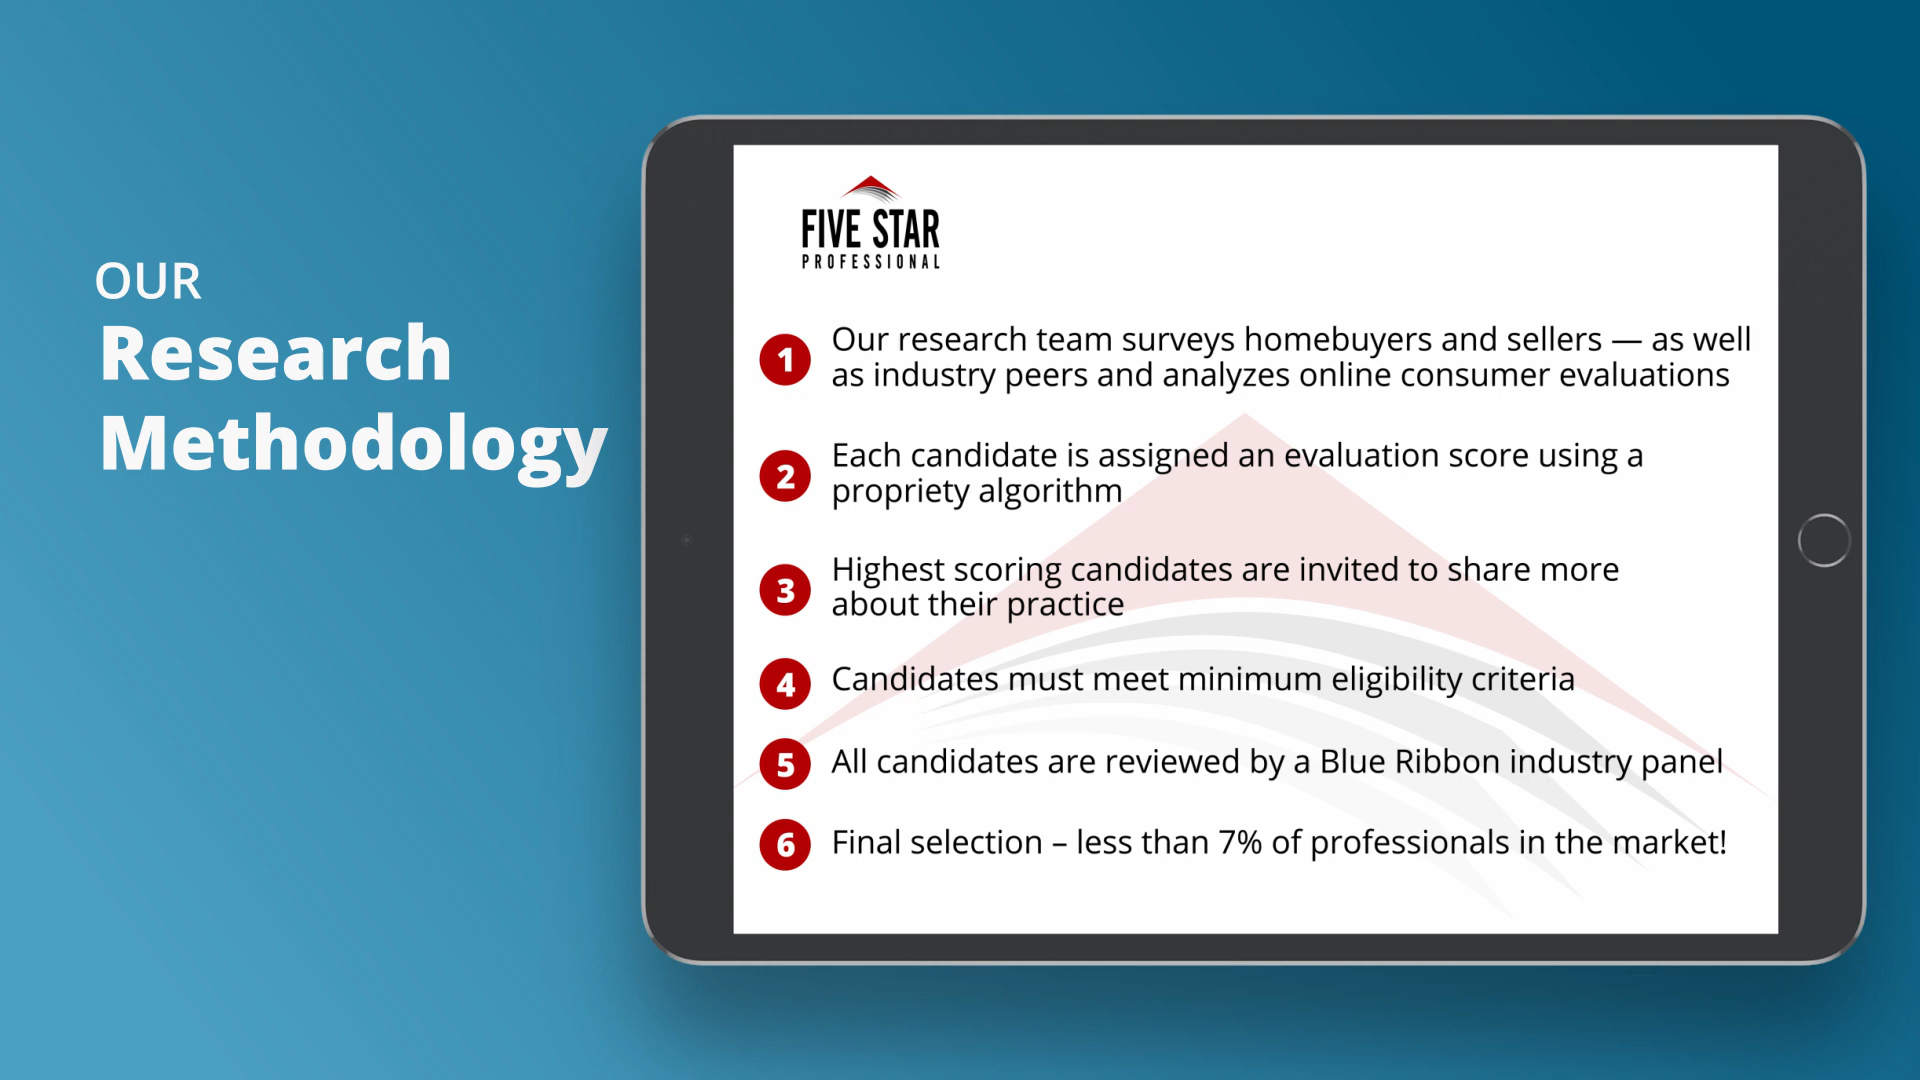 OUR
Research
Methodology
FIVE STAR
PROFESSIONAL
1 Our research team surveys homebuyers and sellers — as well
as industry peers and analyzes online consumer evaluations
2 Each candidate is assigned an evaluation score using a
propriety algorithm
3 Highest scoring candidates are invited to share more
about their practice
4 Candidates must meet minimum eligibility criteria
5 All candidates are reviewed by a Blue Ribbon industry panel
6 Final selection – less than 7% of professionals in the market!